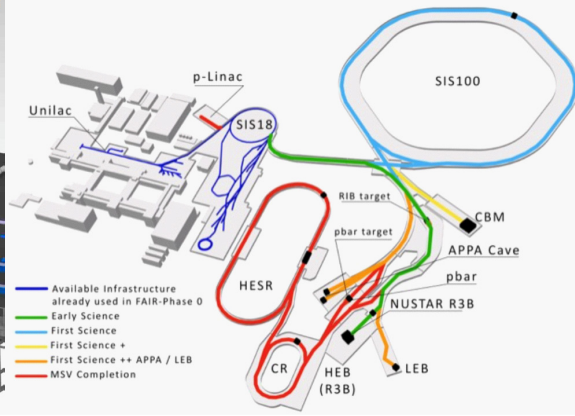 p-Linac
Unilac
SIS18
SIS100
RIB target
CBM
pbar target
APPA Cave
HESR
pbar
NUSTAR R3B
CR
HEB
(R3B)
LEB
Available Infrastructure
already used in FAIR-Phase 0
Early Science
First Science
First Science +
First Science ++ APPA / LEB
MSV Completion